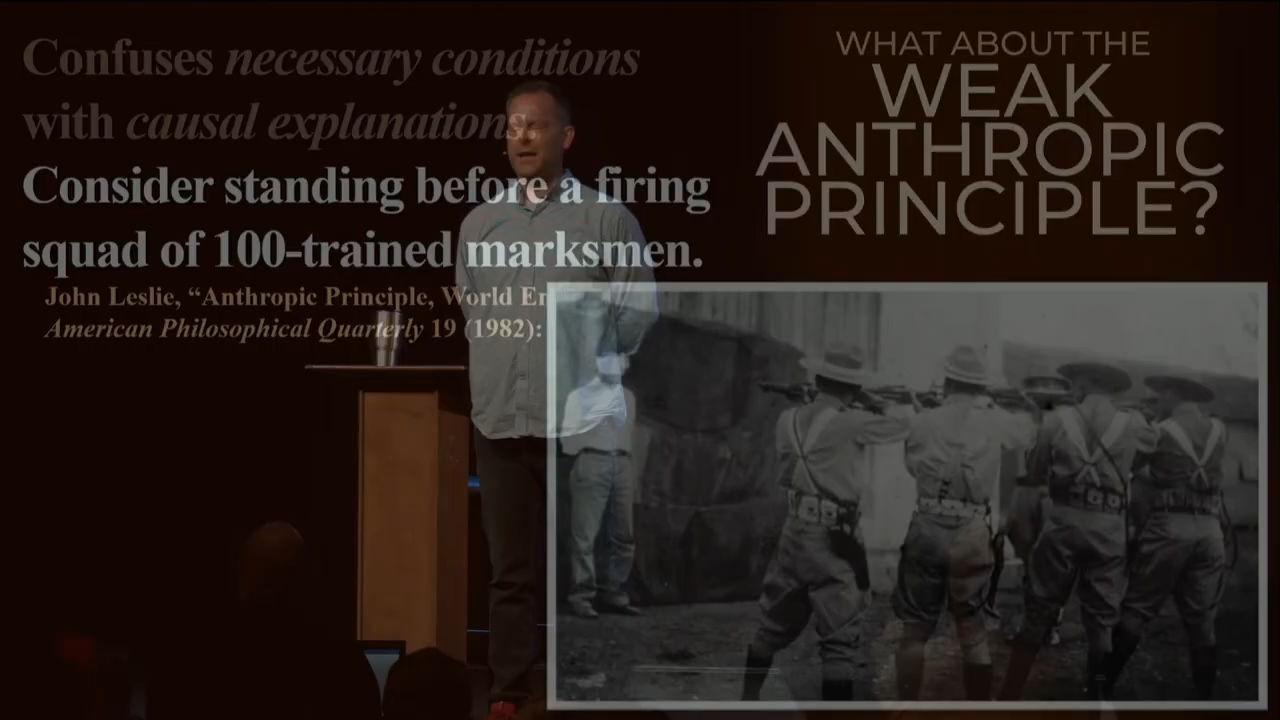 Confuses necessary conditions
with causal explanations.
Consider standing before a firing
squad of 100-trained marksmen.
John Leslie, “Anthropic Principle, World
American Philosophical Quarterly 19 (1982):
WHAT ABOUT THE
WEAK
ANTHROPIC
PRINCIPLE?